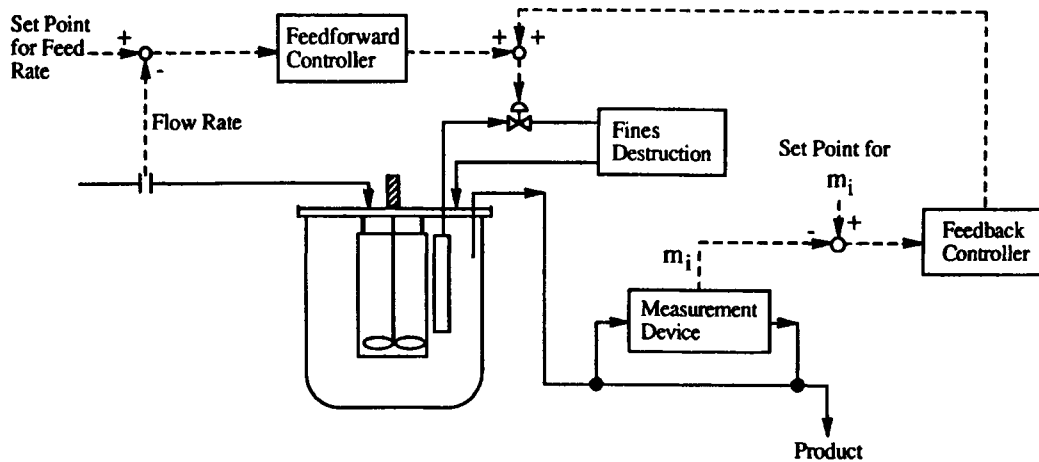 Set Point
for Feed
Rate
+
-
Feedforward
Controller
+
+
Flow Rate
Fines
Destruction
Set Point for
mi
-
+
Feedback
Controller
mi
Measurement
Device
Product